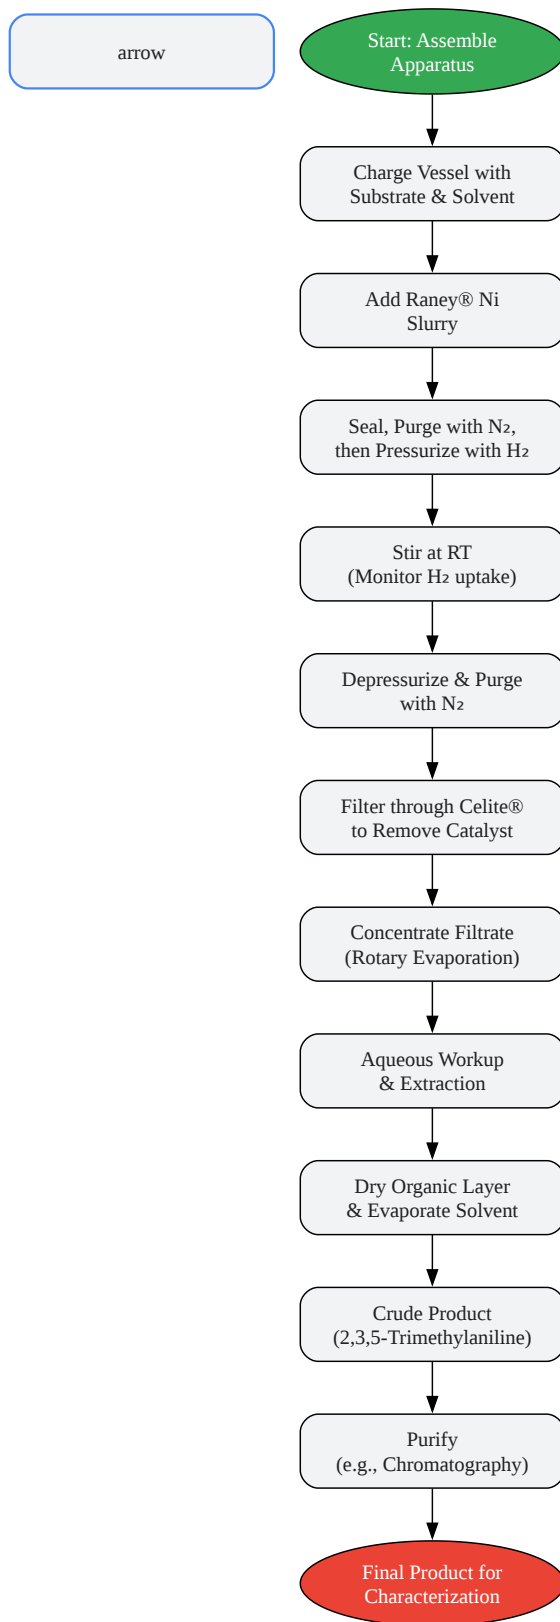 arrow
Start: Assemble
Apparatus
Charge Vessel with
Substrate & Solvent
Add Raney® Ni
Slurry
Seal, Purge with N₂,
then Pressurize with H₂
Stir at RT
(Monitor H₂ uptake)
Depressurize & Purge
with N₂
Filter through Celite®
to Remove Catalyst
Concentrate Filtrate
(Rotary Evaporation)
Aqueous Workup
& Extraction
Dry Organic Layer
& Evaporate Solvent
Crude Product
(2,3,5-Trimethylaniline)
Purify
(e.g., Chromatography)
Final Product for
Characterization